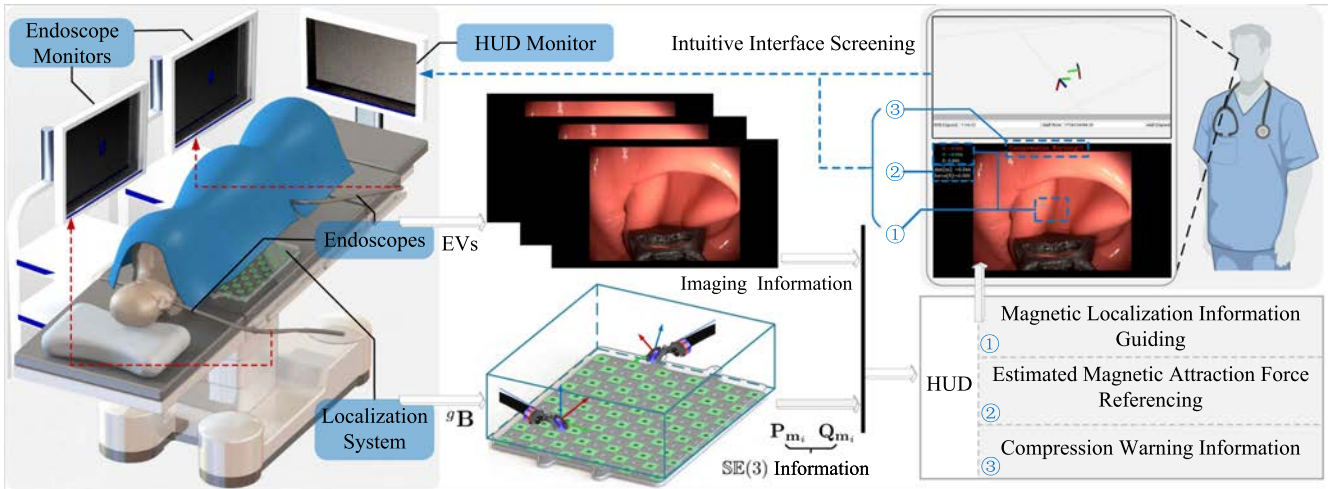 Endoscope
Monitors
HUD Monitor
Intuitive Interface Screening
③
②
①
Compression Warning
Endoscopes
EVs
Imaging Information
Localization
System
gB
P_{m_i} Q_{m_i}
𝕊𝔼(3) Information
HUD
Magnetic Localization Information
Guiding
①
Estimated Magnetic Attraction Force
Referencing
②
Compression Warning Information
③